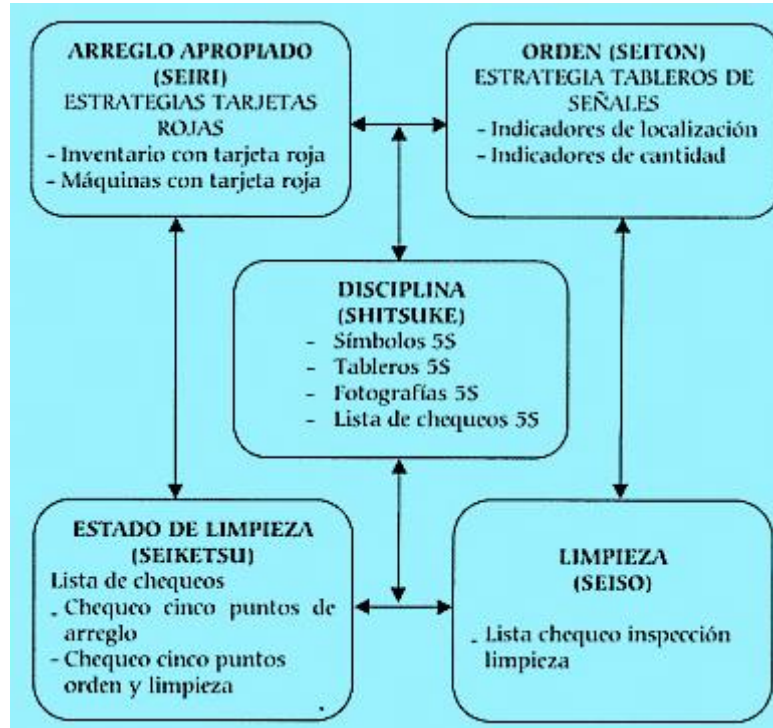 ARREGLO APROPIADO
(SEIRI)
ESTRATEGIAS TARJETAS
ROJAS
- Inventario con tarjeta roja
- Máquinas con tarjeta roja
ORDEN (SEITON)
ESTRATEGIA TABLEROS DE
SEÑALES
- Indicadores de localización
- Indicadores de cantidad
DISCIPLINA
(SHITSUKE)
- Símbolos 5S
- Tableros 5S
- Fotografías 5S
- Lista de chequeos 5S
ESTADO DE LIMPIEZA
(SEIKETSU)
Lista de chequeos
- Chequeo cinco puntos de
arreglo
- Chequeo cinco puntos
orden y limpieza
LIMPIEZA
(SEISO)
- Lista chequeo inspección
limpieza